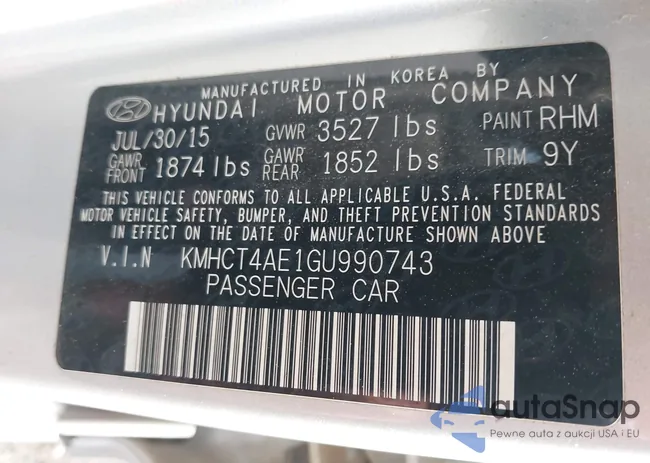 MANUFACTURED IN KOREA BY
HYUNDAI MOTOR COMPANY
JUL/30/15 GVWR 3527 lbs PAINT RHM
GAWR FRONT 1874 lbs GAWR REAR 1852 lbs TRIM 9Y
THIS VEHICLE CONFORMS TO ALL APPLICABLE U.S.A. FEDERAL
MOTOR VEHICLE SAFETY, BUMPER, AND THEFT PREVENTION STANDARDS
IN EFFECT ON THE DATE OF MANUFACTURE SHOWN ABOVE.
V.I.N KMHCT4AE1GU990743
PASSENGER CAR
autaSnap
Pewne auta z aukcji USA i EU